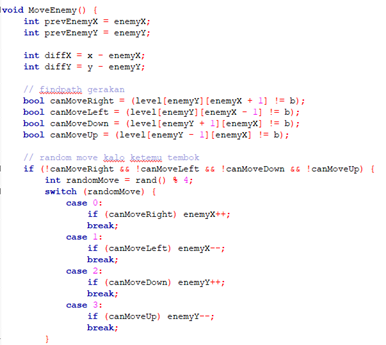 void MoveEnemy() {
int prevEnemyX = enemyX;
int prevEnemyY = enemyY;
int diffX = x - enemyX;
int diffY = y - enemyY;
// findpath gerakan
bool canMoveRight = (level[enemyY][enemyX + 1] != b);
bool canMoveLeft = (level[enemyY][enemyX - 1] != b);
bool canMoveDown = (level[enemyY + 1][enemyX] != b);
bool canMoveUp = (level[enemyY - 1][enemyX] != b);
// random move kalo ketemu tembok
if (!canMoveRight && !canMoveLeft && !canMoveDown && !canMoveUp) {
int randomMove = rand() % 4;
switch (randomMove) {
case 0:
if (canMoveRight) enemyX++;
break;
case 1:
if (canMoveLeft) enemyX--;
break;
case 2:
if (canMoveDown) enemyY++;
break;
case 3:
if (canMoveUp) enemyY--;
break;
}